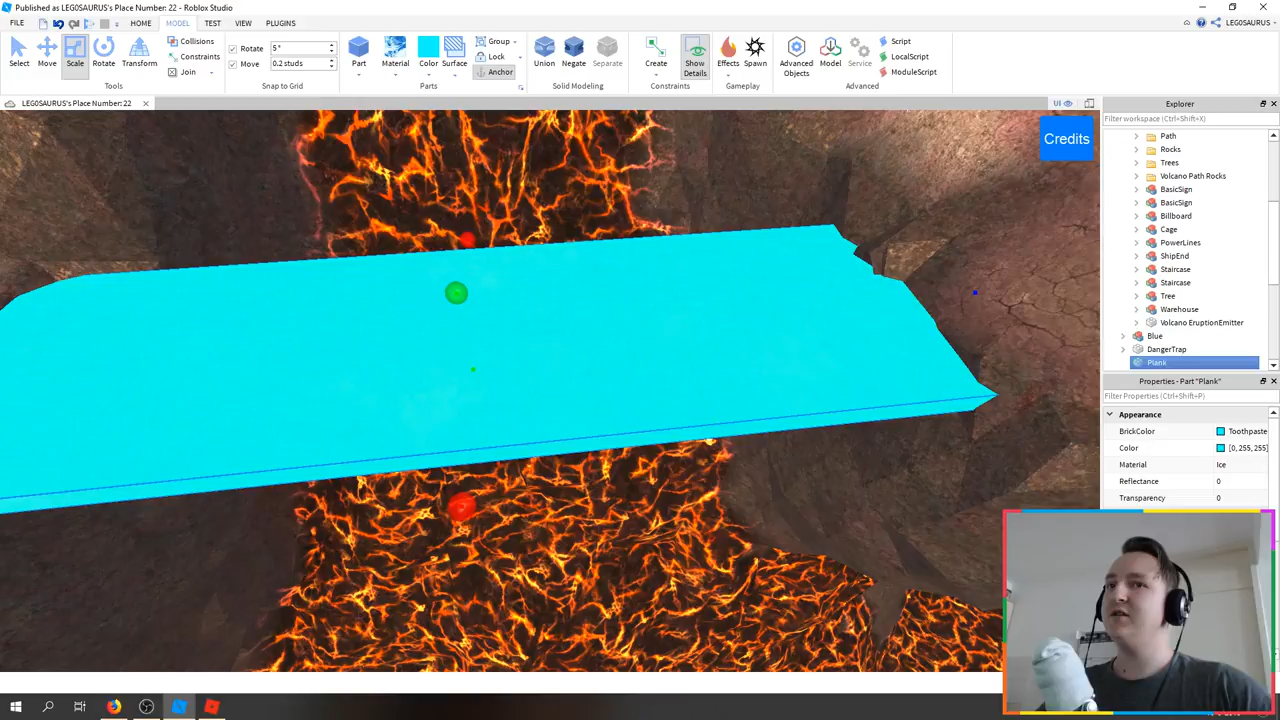 Published as LEG0SAURUS's Place Number: 22 - Roblox Studio
FILE HOME MODEL TEST VIEW PLUGINS LEG0SAURUS
Select Move Scale Rotate Transform
Collisions
Constraints
Join
Rotate 5°
Move 0.2 studs
Part Material Color Surface
Group
Lock
Anchor
Union Negate Separate
Create Show Details
Effects Spawn
Advanced Objects Model Service
Script
LocalScript
ModuleScript
Tools Snap to Grid Parts Solid Modeling Constraints Gameplay Advanced
LEG0SAURUS's Place Number: 22
UI
Credits
Explorer
Filter workspace (Ctrl+Shift+X)
Path
Rocks
Trees
Volcano Path Rocks
BasicSign
BasicSign
Billboard
Cage
PowerLines
ShipEnd
Staircase
Staircase
Tree
Warehouse
Volcano EruptionEmitter
Blue
DangerTrap
Plank
Properties - Part "Plank"
Filter Properties (Ctrl+Shift+P)
Appearance
BrickColor Toothpaste
Color [0, 255, 255]
Material Ice
Reflectance 0
Transparency 0